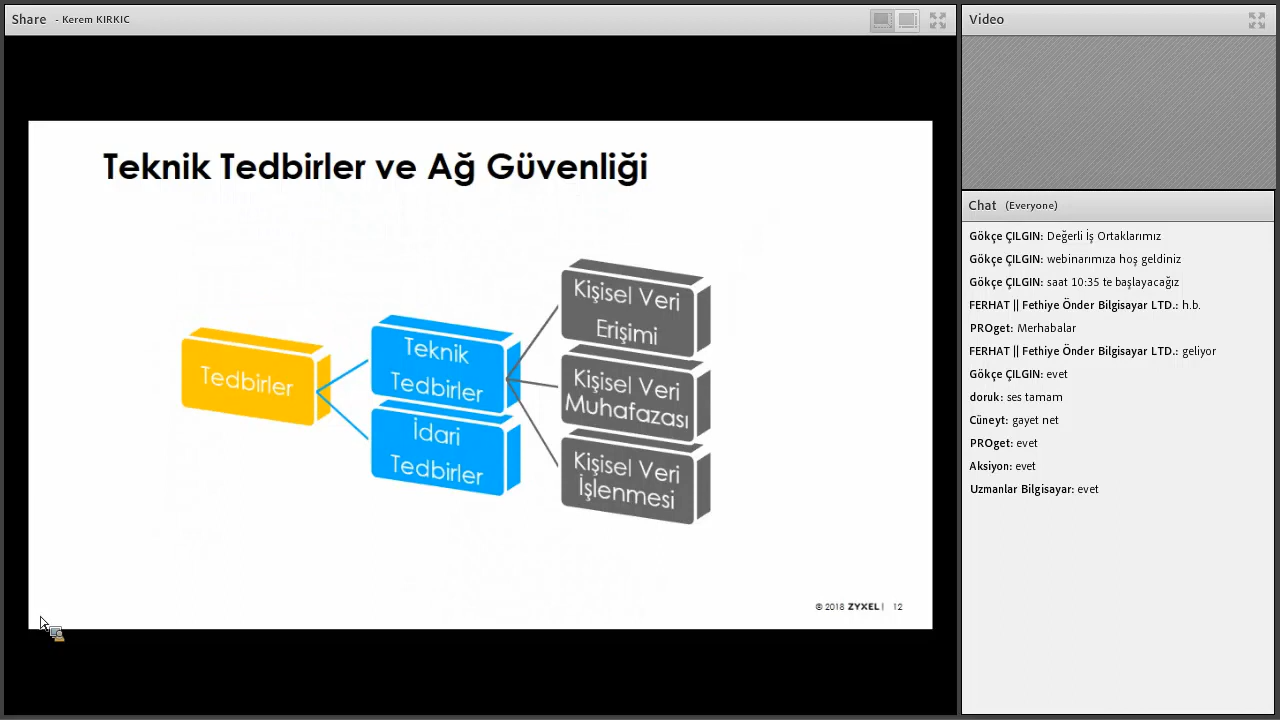 Share - Kerem KIRKIC
Teknik Tedbirler ve Ağ Güvenliği
Tedbirler
Teknik
Tedbirler
İdari
Tedbirler
Kişisel Veri
Erişimi
Kişisel Veri
Muhafazası
Kişisel Veri
İşlenmesi
© 2018 ZYXEL | 12
Video
Chat (Everyone)
Gökçe ÇILGIN: Değerli İş Ortaklarımız
Gökçe ÇILGIN: webinarımıza hoş geldiniz
Gökçe ÇILGIN: saat 10:35 te başlayacağız
FERHAT || Fethiye Önder Bilgisayar LTD.: h.b.
PROget: Merhabalar
FERHAT || Fethiye Önder Bilgisayar LTD.: geliyor
Gökçe ÇILGIN: evet
doruk: ses tamam
Cüneyt: gayet net
PROget: evet
Aksiyon: evet
Uzmanlar Bilgisayar: evet